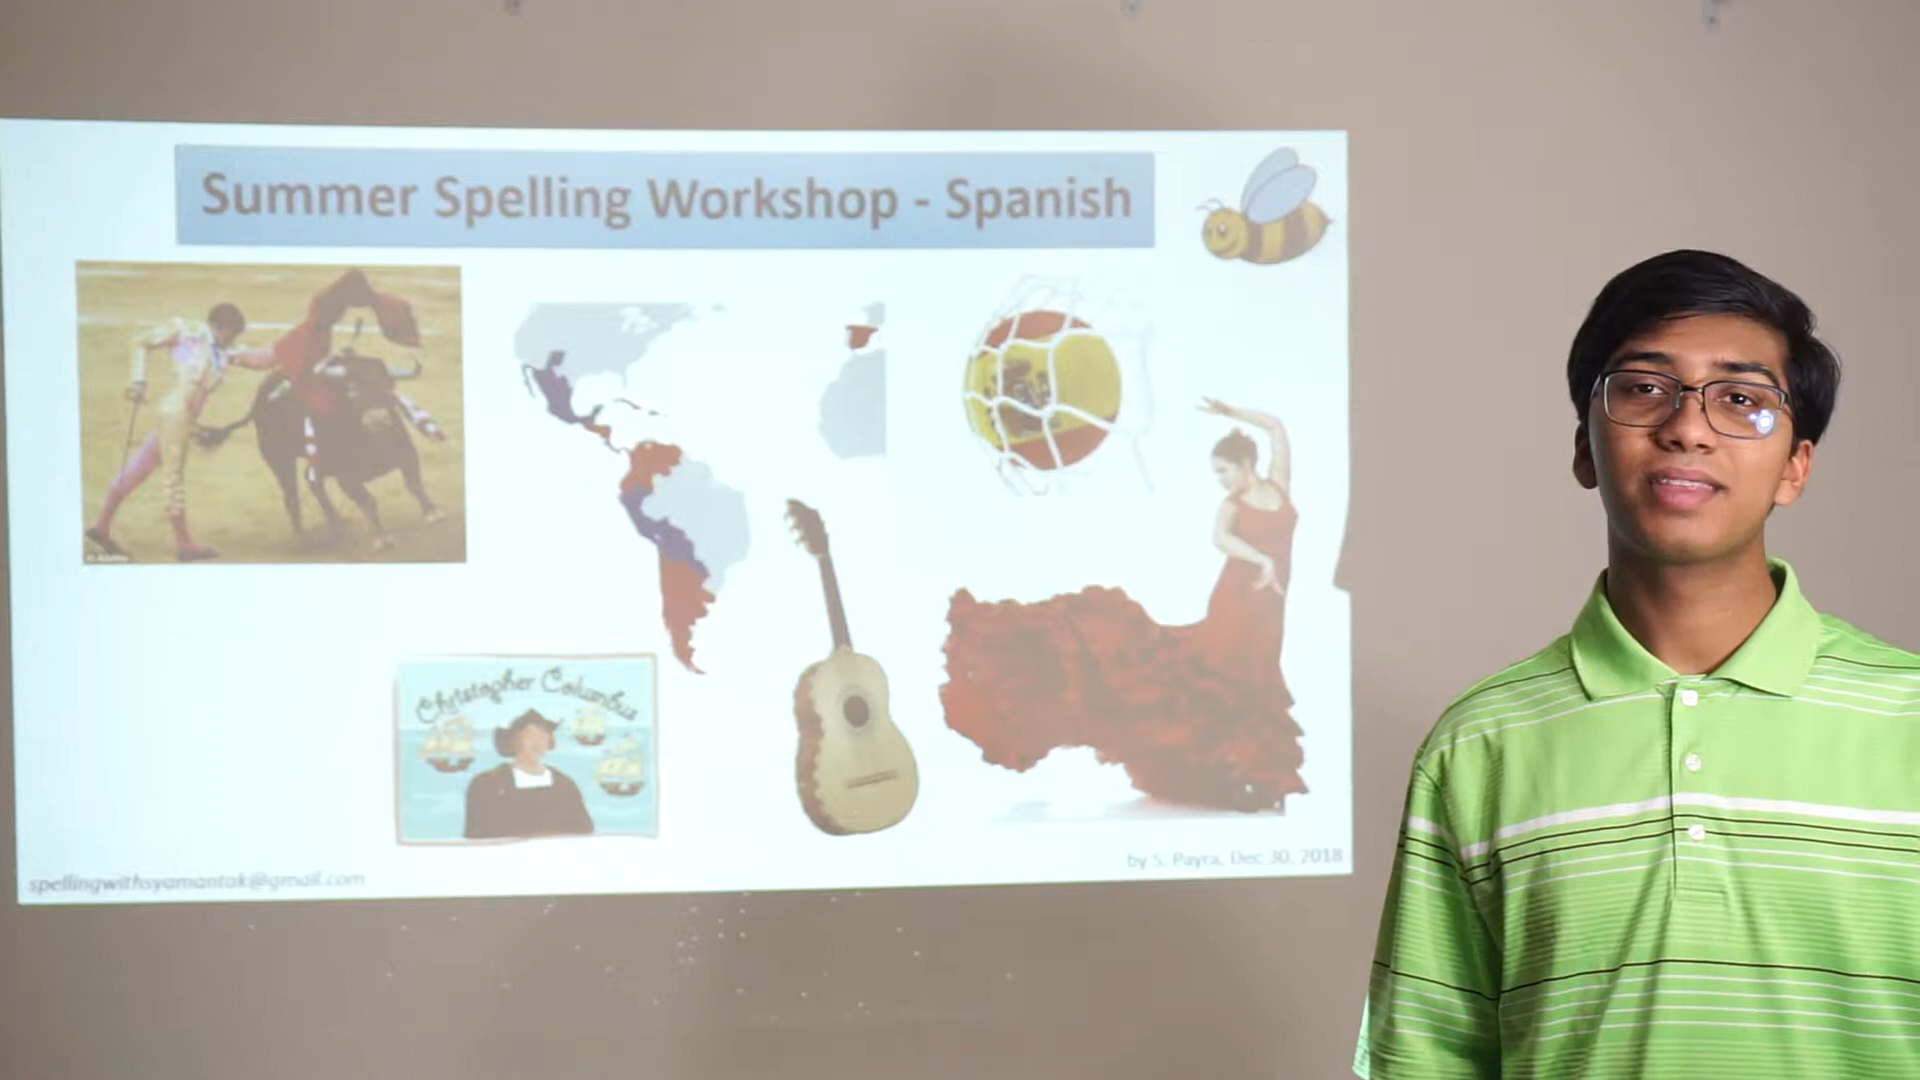 Summer Spelling Workshop - Spanish
Christopher Columbus
spellingwithsyamantak@gmail.com
by S. Payra, Dec 30, 2018